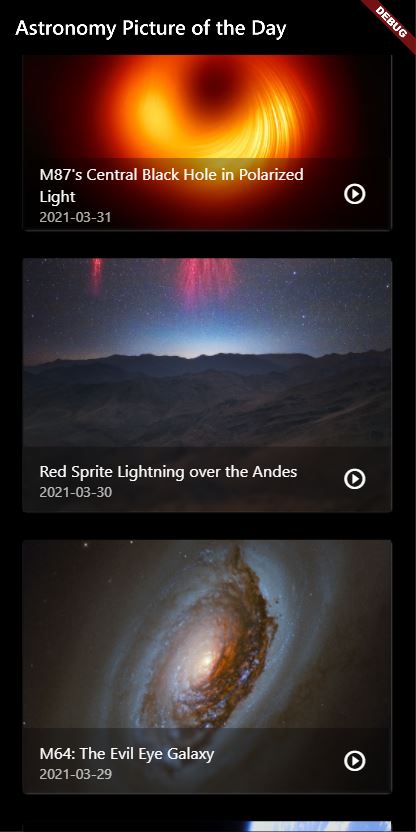 Astronomy Picture of the Day
DEBUG
M87's Central Black Hole in Polarized
Light
2021-03-31
Red Sprite Lightning over the Andes
2021-03-30
M64: The Evil Eye Galaxy
2021-03-29